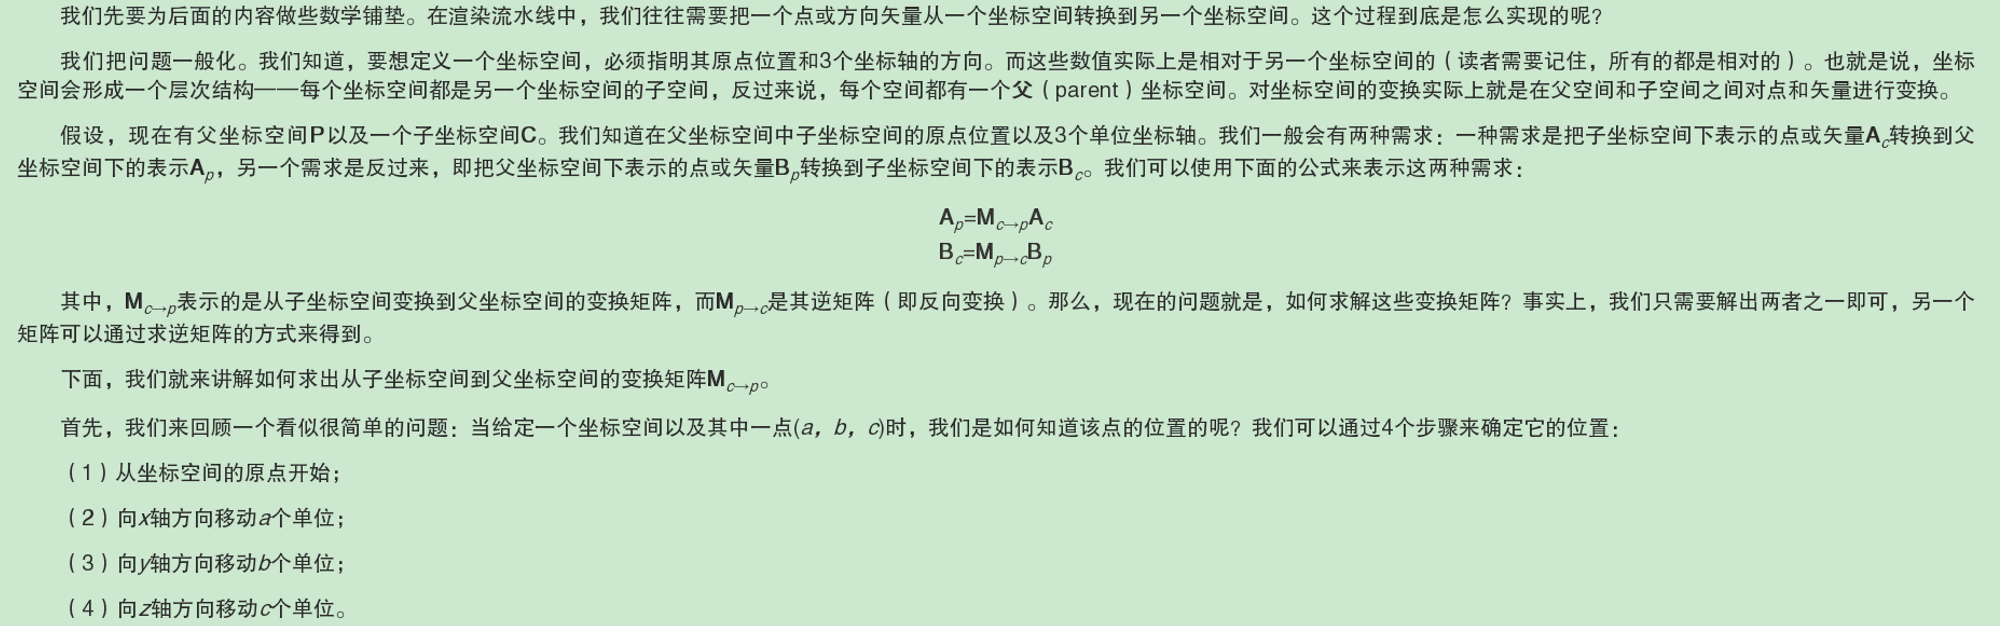 我们先要为后面的内容做些数学铺垫。在渲染流水线中，我们往往需要把一个点或方向矢量从一个坐标空间转换到另一个坐标空间。这个过程到底是怎么实现的呢？
我们把问题一般化。我们知道，要想定义一个坐标空间，必须指明其原点位置和3个坐标轴的方向。而这些数值实际上是相对于另一个坐标空间的（读者需要记住，所有的都是相对的）。也就是说，坐标
空间会形成一个层次结构——每个坐标空间都是另一个坐标空间的子空间，反过来说，每个空间都有一个父（parent）坐标空间。对坐标空间的变换实际上就是在父空间和子空间之间对点和矢量进行变换。
假设，现在有父坐标空间P以及一个子坐标空间C。我们知道在父坐标空间中子坐标空间的原点位置以及3个单位坐标轴。我们一般会有两种需求：一种需求是把子坐标空间下表示的点或矢量Ac转换到父
坐标空间下的表示Ap，另一个需求是反过来，即把父坐标空间下表示的点或矢量Bp转换到子坐标空间下的表示Bc。我们可以使用下面的公式来表示这两种需求：
Ap=Mc→pAc
Bc=Mp→cBp
其中，Mc→p表示的是从子坐标空间变换到父坐标空间的变换矩阵，而Mp→c是其逆矩阵（即反向变换）。那么，现在的问题就是，如何求解这些变换矩阵？事实上，我们只需要解出两者之一即可，另一个
矩阵可以通过求逆矩阵的方式来得到。
下面，我们就来讲解如何求出从子坐标空间到父坐标空间的变换矩阵Mc→p。
首先，我们来回顾一个看似很简单的问题：当给定一个坐标空间以及其中一点(a，b，c)时，我们是如何知道该点的位置的呢？我们可以通过4个步骤来确定它的位置：
（1）从坐标空间的原点开始；
（2）向x轴方向移动a个单位；
（3）向y轴方向移动b个单位；
（4）向z轴方向移动c个单位。